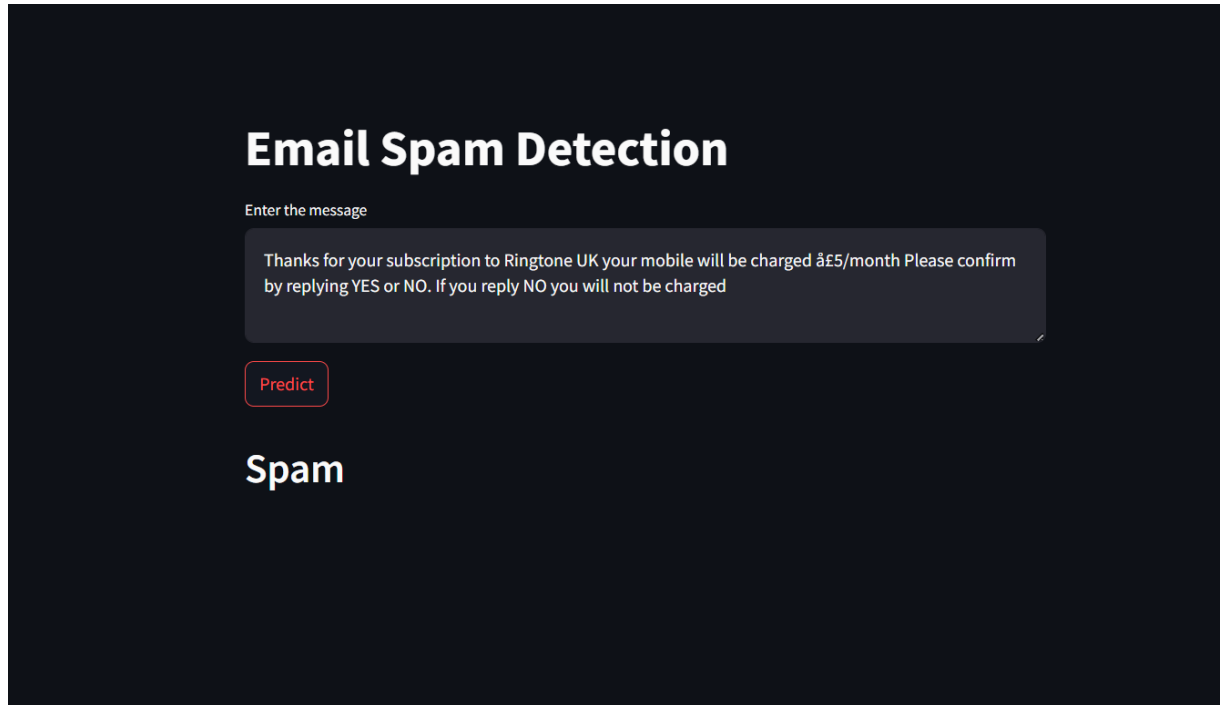 Email Spam Detection
Enter the message
Thanks for your subscription to Ringtone UK your mobile will be charged å£5/month Please confirm
by replying YES or NO. If you reply NO you will not be charged
Predict
Spam